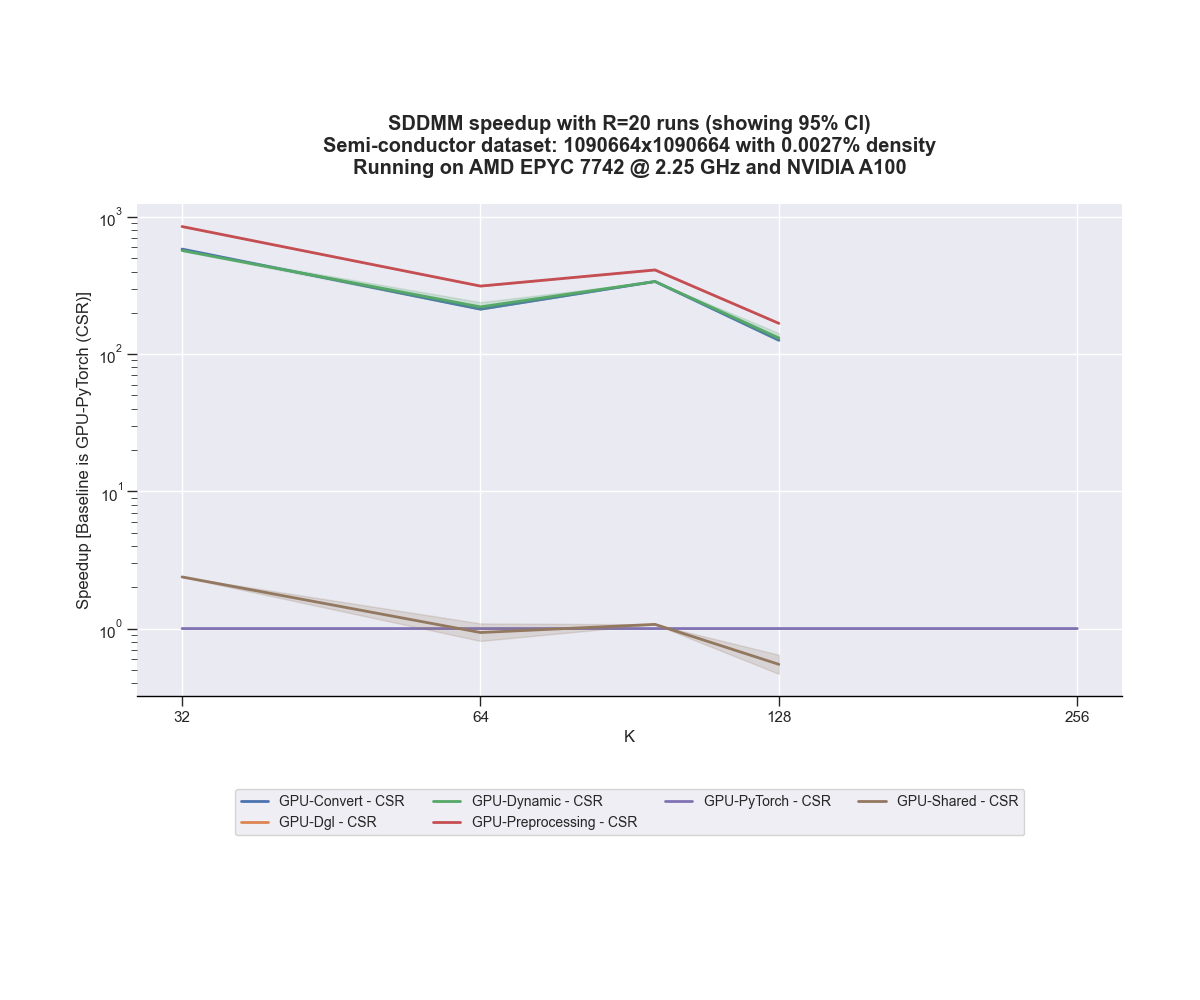 SDDMM speedup with R=20 runs (showing 95% CI)
Semi-conductor dataset: 1090664x1090664 with 0.0027% density
Running on AMD EPYC 7742 @ 2.25 GHz and NVIDIA A100
Speedup [Baseline is GPU-PyTorch (CSR)]
10³
10²
10¹
10⁰
32 64 128 256
K
GPU-Convert - CSR GPU-Dynamic - CSR GPU-PyTorch - CSR GPU-Shared - CSR
GPU-Dgl - CSR GPU-Preprocessing - CSR